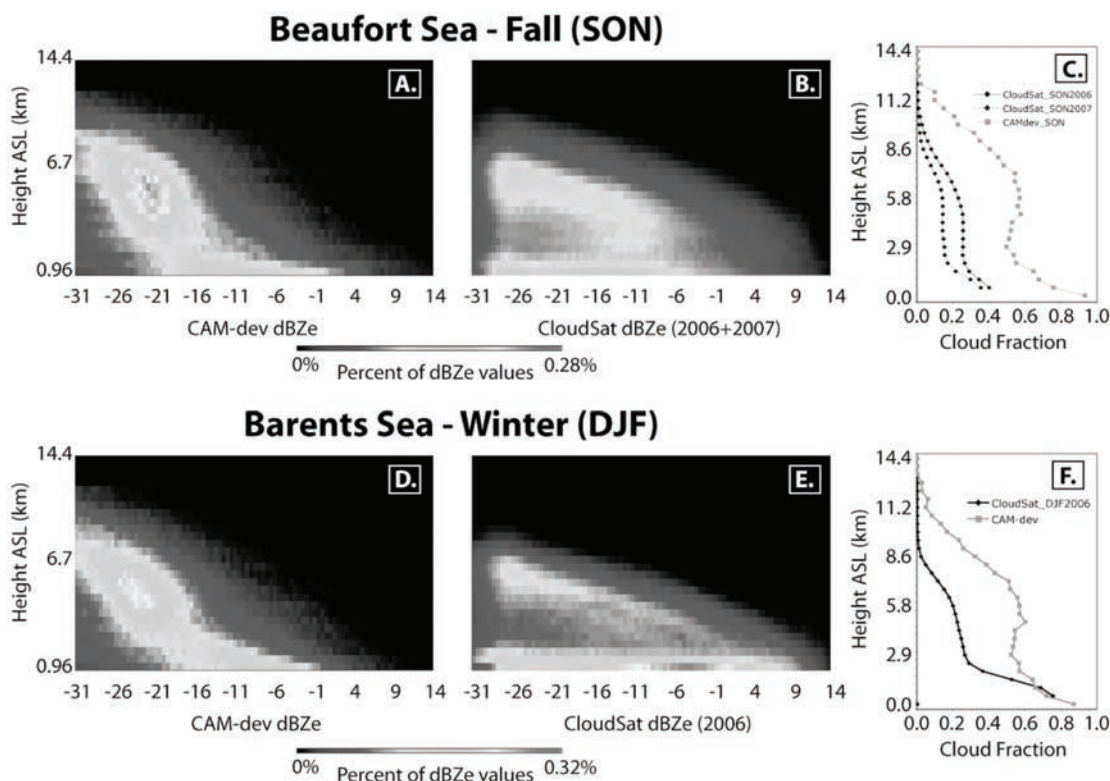 Beaufort Sea - Fall (SON)
14.4
6.7
0.96
Height ASL (km)
A.
-31 -26 -21 -16 -11 -6 -1 4 9 14
CAM-dev dBZe
B.
-31 -26 -21 -16 -11 -6 -1 4 9 14
CloudSat dBZe (2006+2007)
0% 0.28%
Percent of dBZe values
C.
14.4
11.2
8.6
5.8
2.9
0.0
Height ASL (km)
CloudSat_SON2006
CloudSat_SON2007
CAMdev_SON
0.0 0.2 0.4 0.6 0.8 1.0
Cloud Fraction
Barents Sea - Winter (DJF)
14.4
6.7
0.96
Height ASL (km)
D.
-31 -26 -21 -16 -11 -6 -1 4 9 14
CAM-dev dBZe
E.
-31 -26 -21 -16 -11 -6 -1 4 9 14
CloudSat dBZe (2006)
0% 0.32%
Percent of dBZe values
F.
14.4
11.2
8.6
5.8
2.9
0.0
Height ASL (km)
CloudSat_DJF2006
CAM-dev
0.0 0.2 0.4 0.6 0.8 1.0
Cloud Fraction